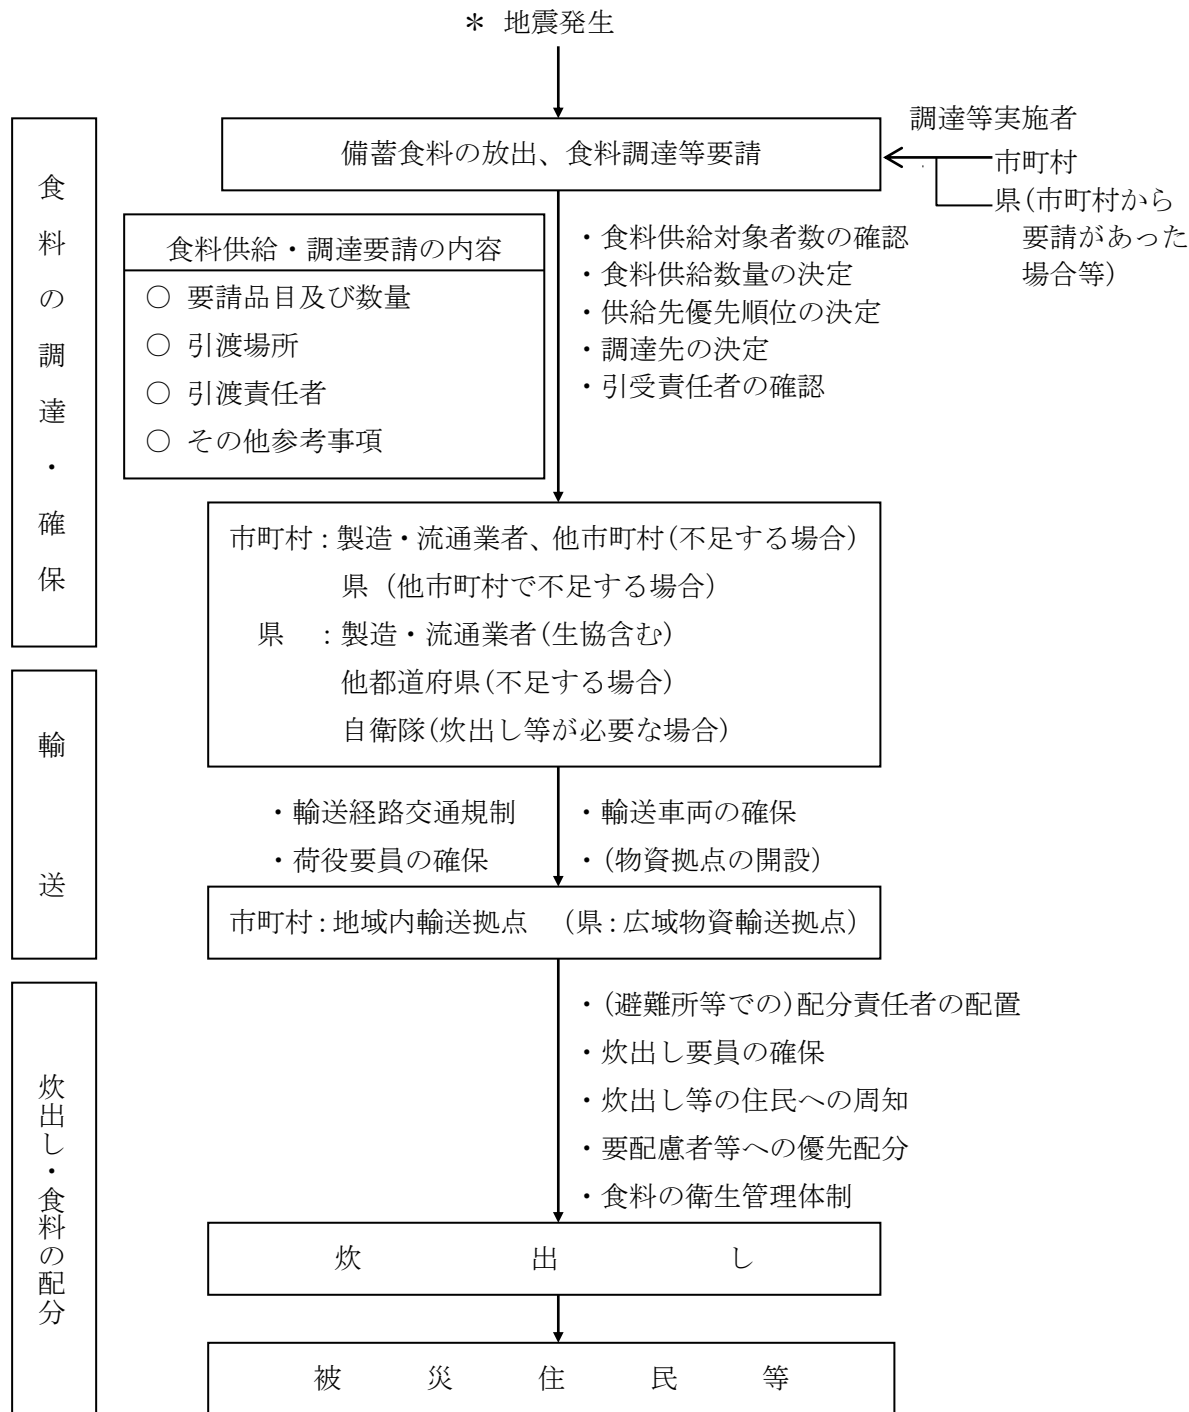 ＊ 地震発生
食料の調達・確保
備蓄食料の放出、食料調達等要請
調達等実施者
市町村
県(市町村から
要請があった
場合等)
食料供給・調達要請の内容
○ 要請品目及び数量
○ 引渡場所
○ 引渡責任者
○ その他参考事項
・食料供給対象者数の確認
・食料供給数量の決定
・供給先優先順位の決定
・調達先の決定
・引受責任者の確認
市町村：製造・流通業者、他市町村(不足する場合)
県 (他市町村で不足する場合)
県 ：製造・流通業者(生協含む)
他都道府県(不足する場合)
自衛隊(炊出し等が必要な場合)
輸送
・輸送経路交通規制
・荷役要員の確保
・輸送車両の確保
・(物資拠点の開設)
市町村：地域内輸送拠点 (県：広域物資輸送拠点)
炊出し・食料の配分
・(避難所等での)配分責任者の配置
・炊出し要員の確保
・炊出し等の住民への周知
・要配慮者等への優先配分
・食料の衛生管理体制
炊出し
被災住民等